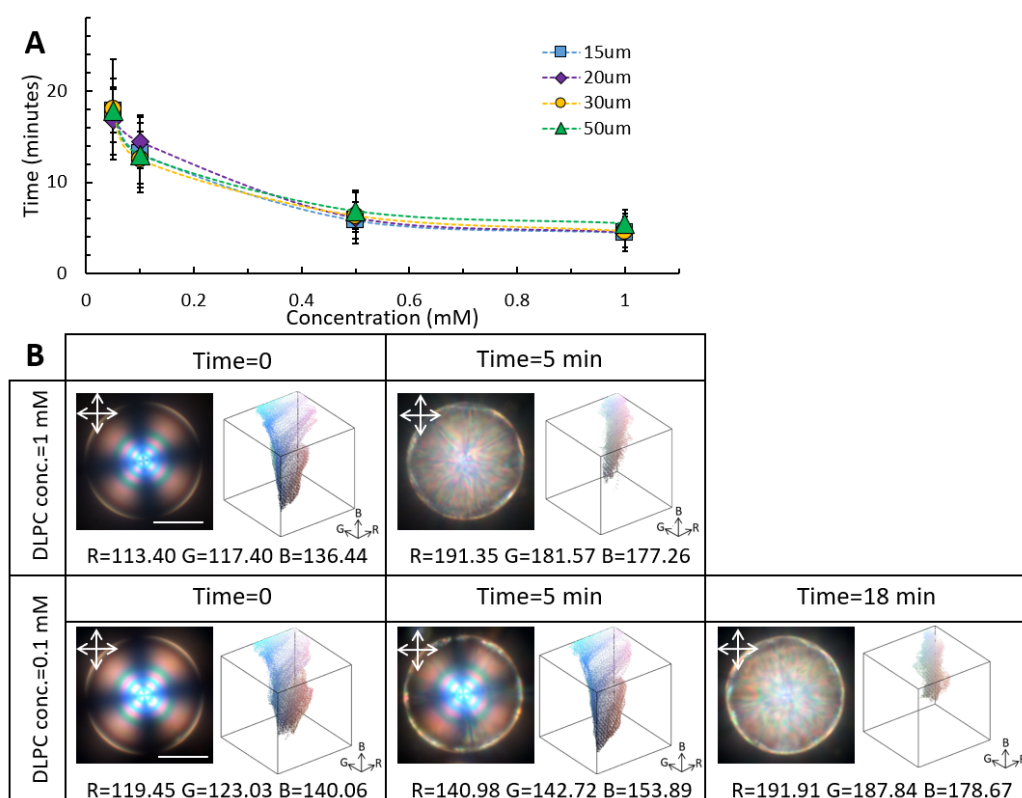 A
Time (minutes)
20
10
0
0
0.2
0.4
0.6
0.8
1
Concentration (mM)
15um
20um
30um
50um
B
Time=0
Time=5 min
DLPC conc.=1 mM
B
G
R
B
G
R
R=113.40 G=117.40 B=136.44
R=191.35 G=181.57 B=177.26
Time=0
Time=5 min
Time=18 min
DLPC conc.=0.1 mM
B
G
R
B
G
R
B
G
R
R=119.45 G=123.03 B=140.06
R=140.98 G=142.72 B=153.89
R=191.91 G=187.84 B=178.67